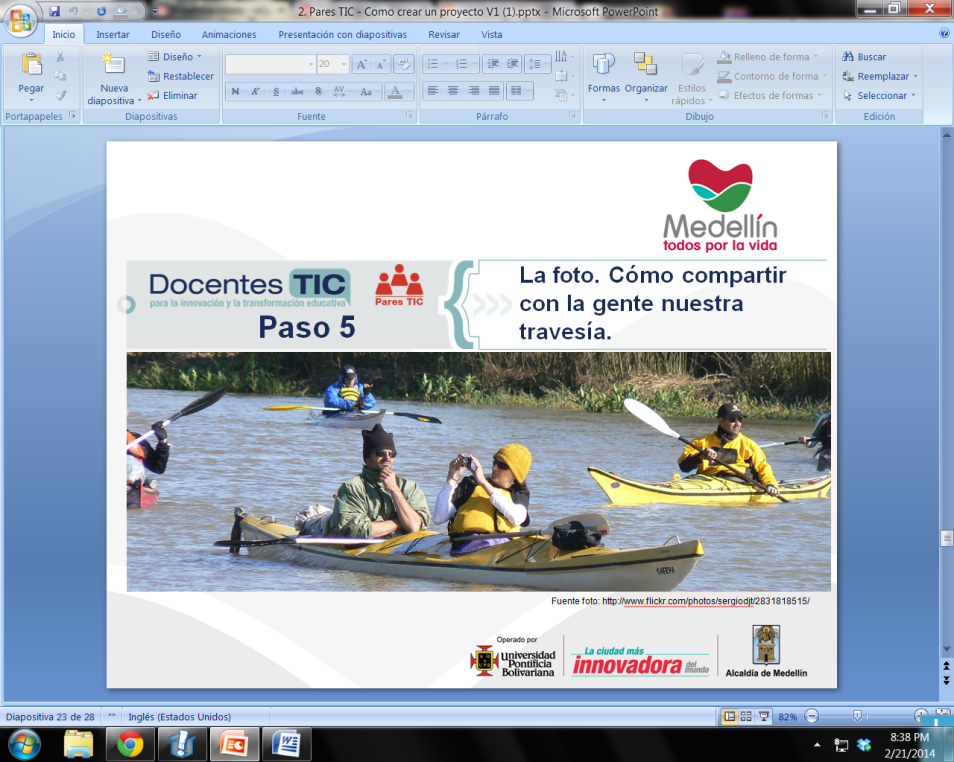 2. Pares TIC - Como crear un proyecto V1 (1).pptx - Microsoft PowerPoint
Inicio Insertar Diseño Animaciones Presentación con diapositivas Revisar Vista
Pegar
Portapapeles
Nueva diapositiva
Diseño
Restablecer
Eliminar
Diapositivas
20
Fuente
Párrafo
Formas Organizar Estilos rápidos
Relleno de forma
Contorno de forma
Efectos de formas
Dibujo
Buscar
Reemplazar
Seleccionar
Edición
Medellín
todos por la vida
Docentes TIC
para la innovación y la transformación educativa
Pares TIC
Paso 5
La foto. Cómo compartir
con la gente nuestra
travesía.
Fuente foto: http://www.flickr.com/photos/sergiodjt/2831818515/
Operado por
Universidad
Pontificia
Bolivariana
La ciudad más
innovadora del mundo
Alcaldía de Medellín
Diapositiva 23 de 28 Inglés (Estados Unidos) 82%
8:38 PM
2/21/2014